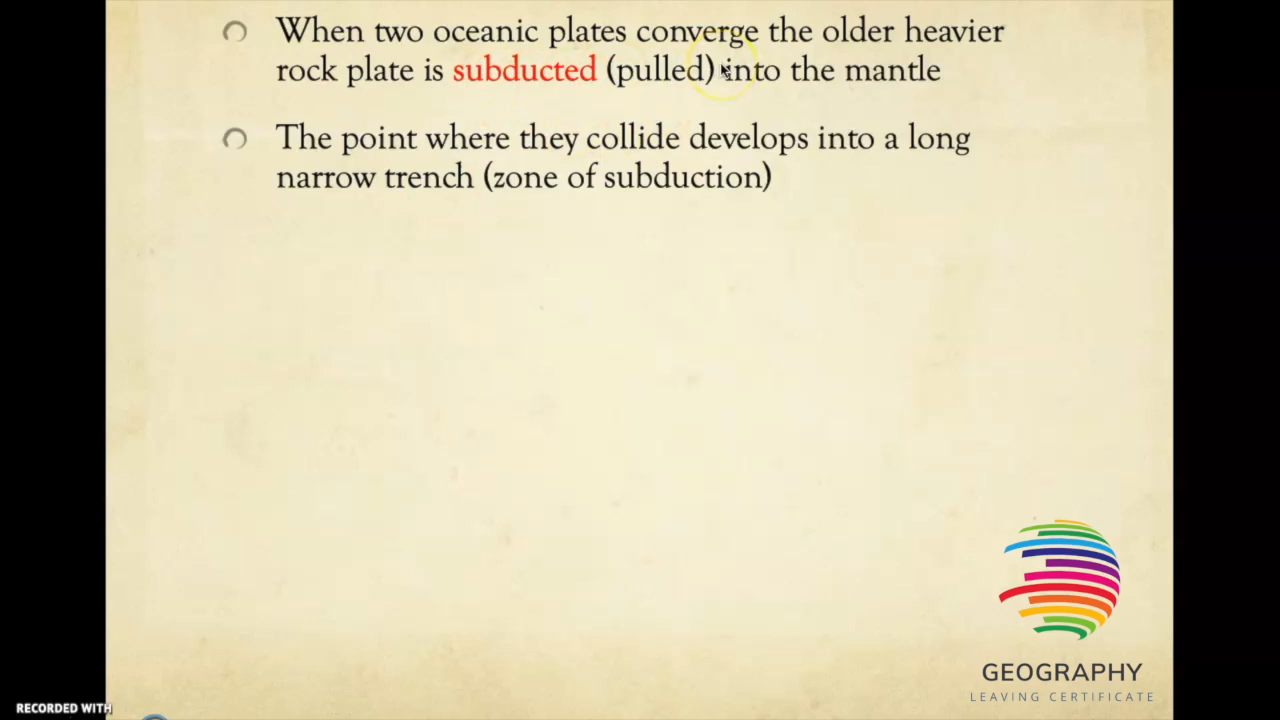 When two oceanic plates converge the older heavier
rock plate is subducted (pulled) into the mantle
The point where they collide develops into a long
narrow trench (zone of subduction)
GEOGRAPHY
LEAVING CERTIFICATE
RECORDED WITH